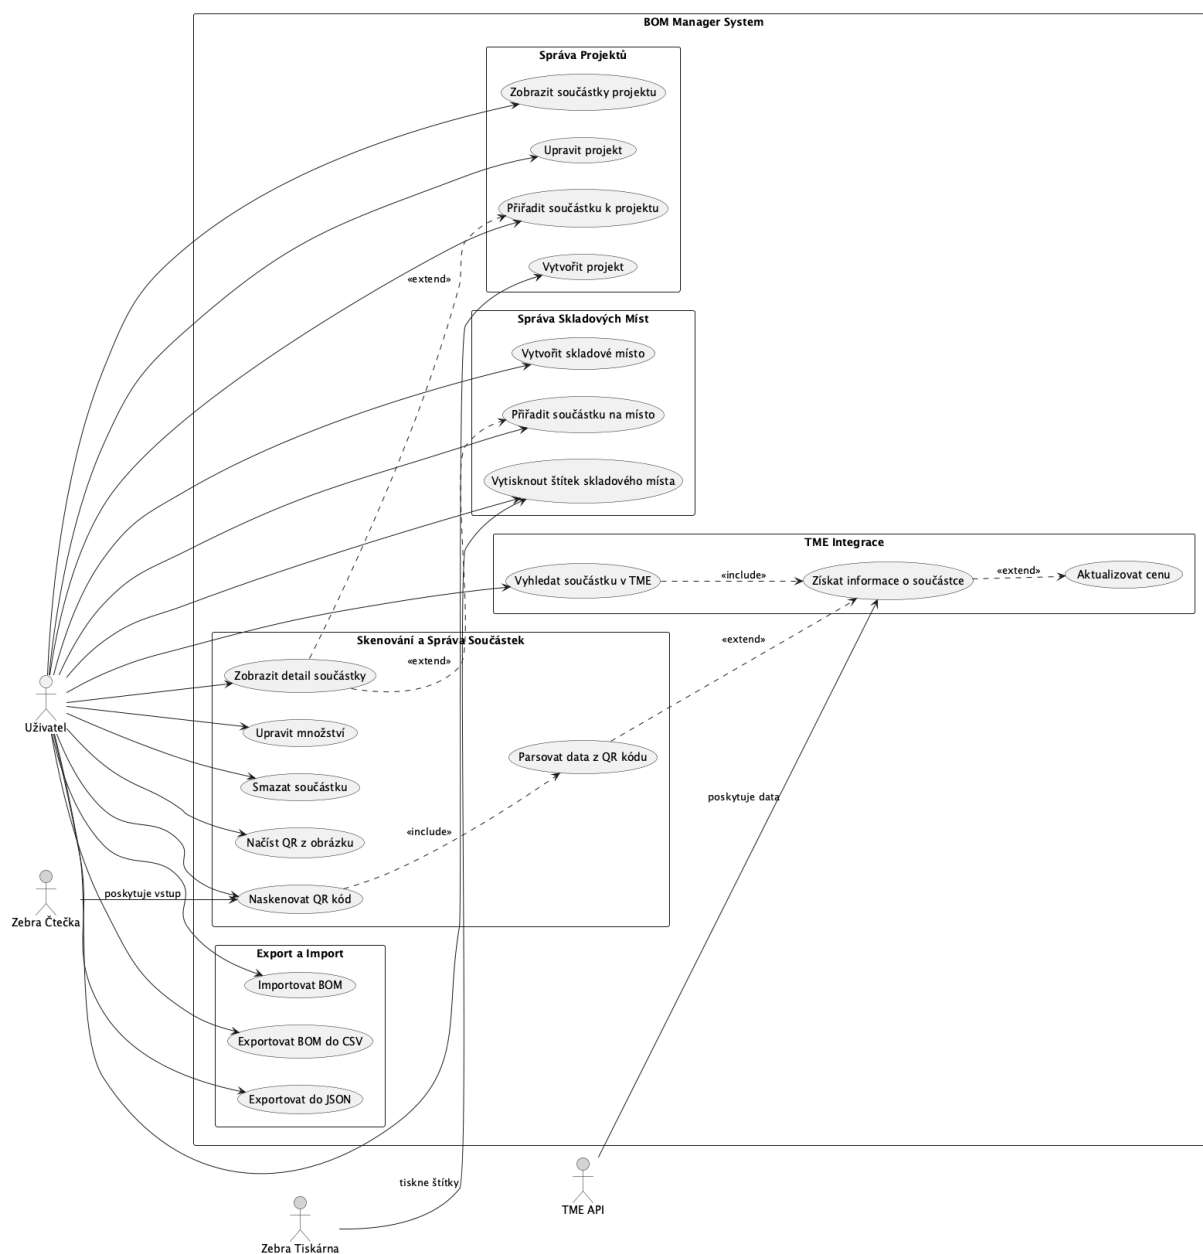 BOM Manager System
Správa Projektů
Zobrazit součástky projektu
Upravit projekt
Přiřadit součástku k projektu
«extend»
Vytvořit projekt
Správa Skladových Míst
Vytvořit skladové místo
Přiřadit součástku na místo
Vytisknout štítek skladového místa
TME Integrace
Vyhledat součástku v TME
«include»
Získat informace o součástce
«extend»
Aktualizovat cenu
Skenování a Správa Součástek
«extend»
«extend»
Zobrazit detail součástky
Uživatel
Upravit množství
Parsovat data z QR kódu
Smazat součástku
poskytuje data
«include»
Načíst QR z obrázku
poskytuje vstup
Naskenovat QR kód
Zebra Čtečka
Export a Import
Importovat BOM
Exportovat BOM do CSV
Exportovat do JSON
tiskne štítky
TME API
Zebra Tiskárna